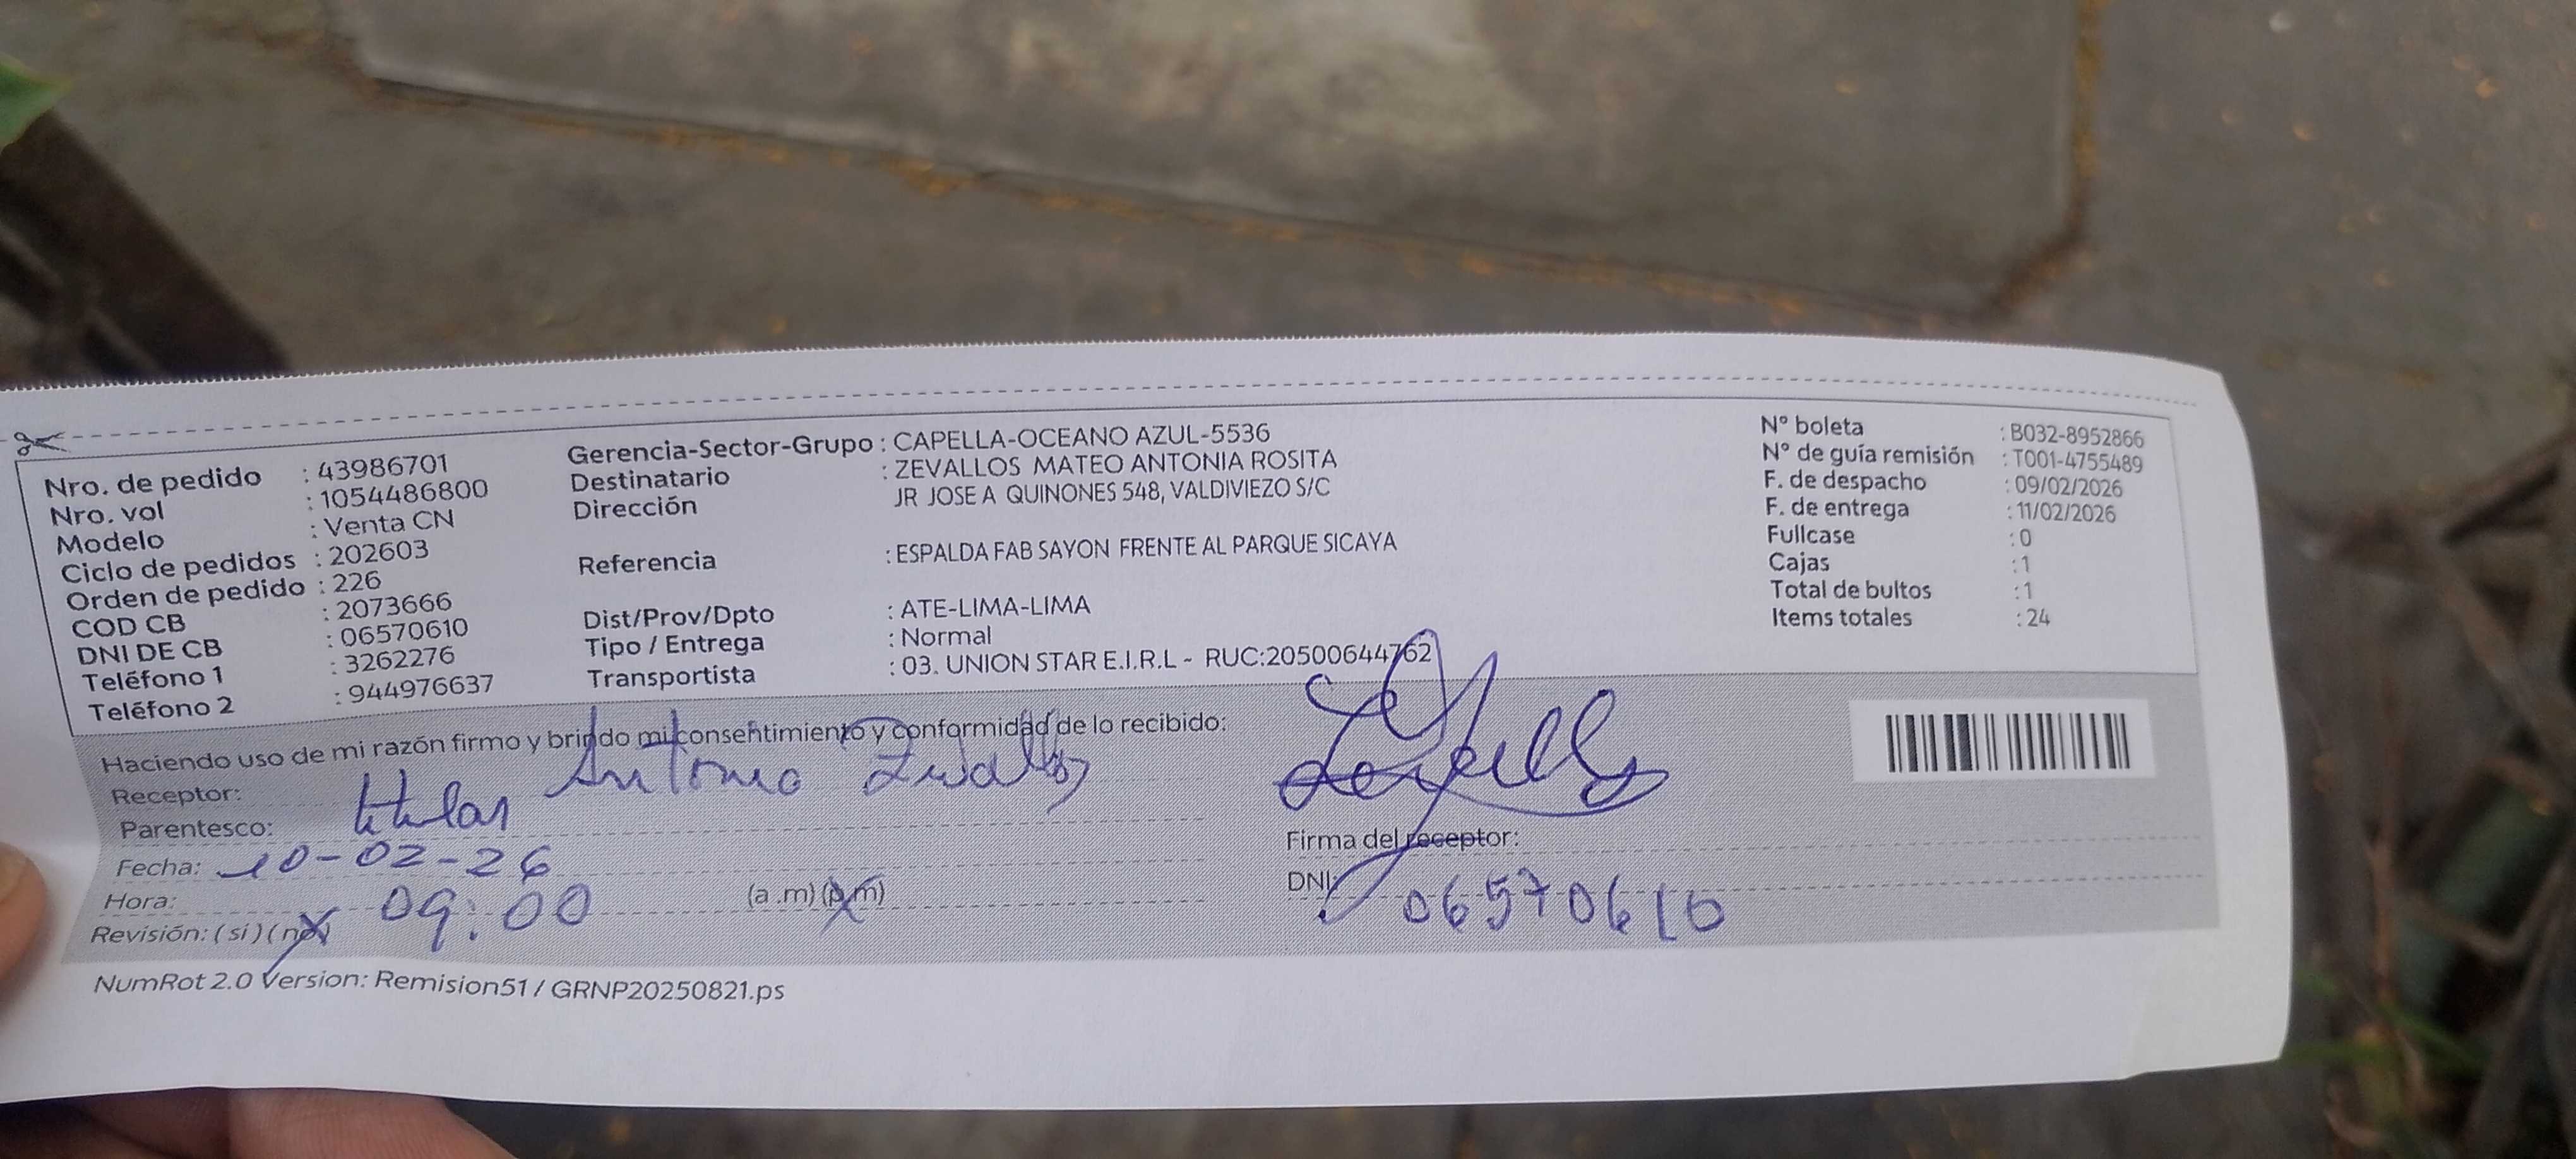 Nro. de pedido : 43986701
Nro. vol : 1054486800
Modelo : Venta CN
Ciclo de pedidos : 202603
Orden de pedido : 226
COD CB : 2073666
DNI DE CB : 06570610
Teléfono 1 : 3262276
Teléfono 2 : 944976637
Gerencia-Sector-Grupo : CAPELLA-OCEANO AZUL-5536
Destinatario : ZEVALLOS MATEO ANTONIA ROSITA
Dirección JR JOSE A QUINONES 548, VALDIVIEZO S/C
Referencia : ESPALDA FAB SAYON FRENTE AL PARQUE SICAYA
Dist/Prov/Dpto : ATE-LIMA-LIMA
Tipo / Entrega : Normal
Transportista : 03. UNION STAR E.I.R.L - RUC:20500644762
N° boleta : B032-8952866
N° de guía remisión : T001-4755489
F. de despacho : 09/02/2026
F. de entrega : 11/02/2026
Fullcase : 0
Cajas : 1
Total de bultos : 1
Items totales : 24
Haciendo uso de mi razón firmo y brindo mi consentimiento y conformidad de lo recibido:
Receptor:
Parentesco: titular
Fecha: 10-02-26
Hora: 09:00 (a .m) (p.m)
Revisión: ( si ) ( no )
Firma del receptor:
DNI: 06570610
NumRot 2.0 Version: Remision51 / GRNP20250821.ps